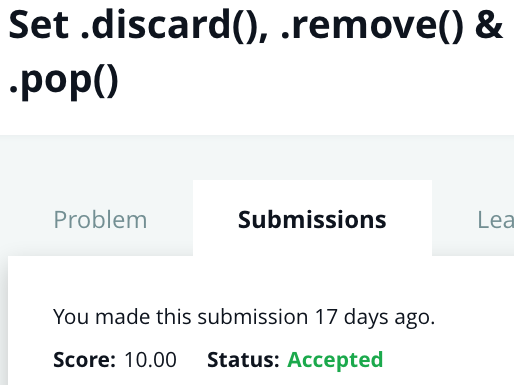 Set .discard(), .remove() &
.pop()
Problem Submissions Lea
You made this submission 17 days ago.
Score: 10.00 Status: Accepted